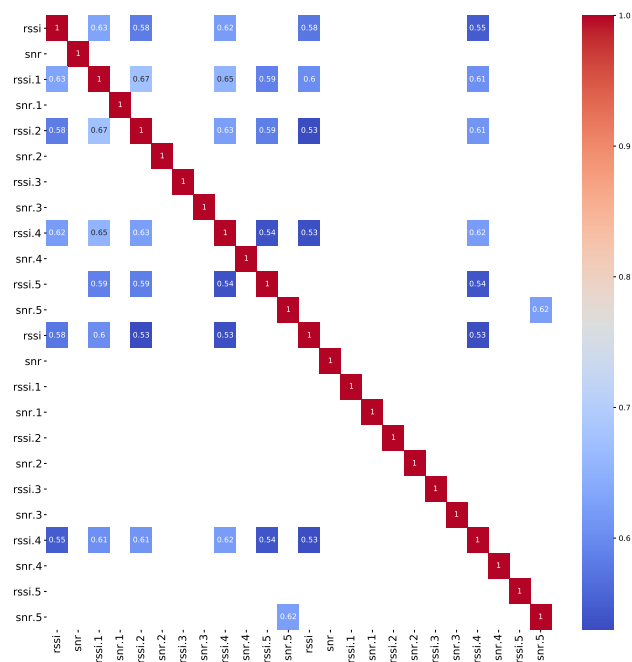 rssi 1 0.63 0.58 0.62 0.58 0.55
snr 1
rssi.1 0.63 1 0.67 0.65 0.59 0.6 0.61
snr.1 1
rssi.2 0.58 0.67 1 0.63 0.59 0.53 0.61
snr.2 1
rssi.3 1
snr.3 1
rssi.4 0.62 0.65 0.63 1 0.54 0.53 0.62
snr.4 1
rssi.5 0.59 0.59 0.54 1 0.54
snr.5 1 0.62
rssi 0.58 0.6 0.53 0.53 1 0.53
snr 1
rssi.1 1
snr.1 1
rssi.2 1
snr.2 1
rssi.3 1
snr.3 1
rssi.4 0.55 0.61 0.61 0.62 0.54 0.53 1
snr.4 1
rssi.5 1
snr.5 0.62 1
rssi snr rssi.1 snr.1 rssi.2 snr.2 rssi.3 snr.3 rssi.4 snr.4 rssi.5 snr.5 rssi snr rssi.1 snr.1 rssi.2 snr.2 rssi.3 snr.3 rssi.4 snr.4 rssi.5 snr.5
1.0
0.9
0.8
0.7
0.6